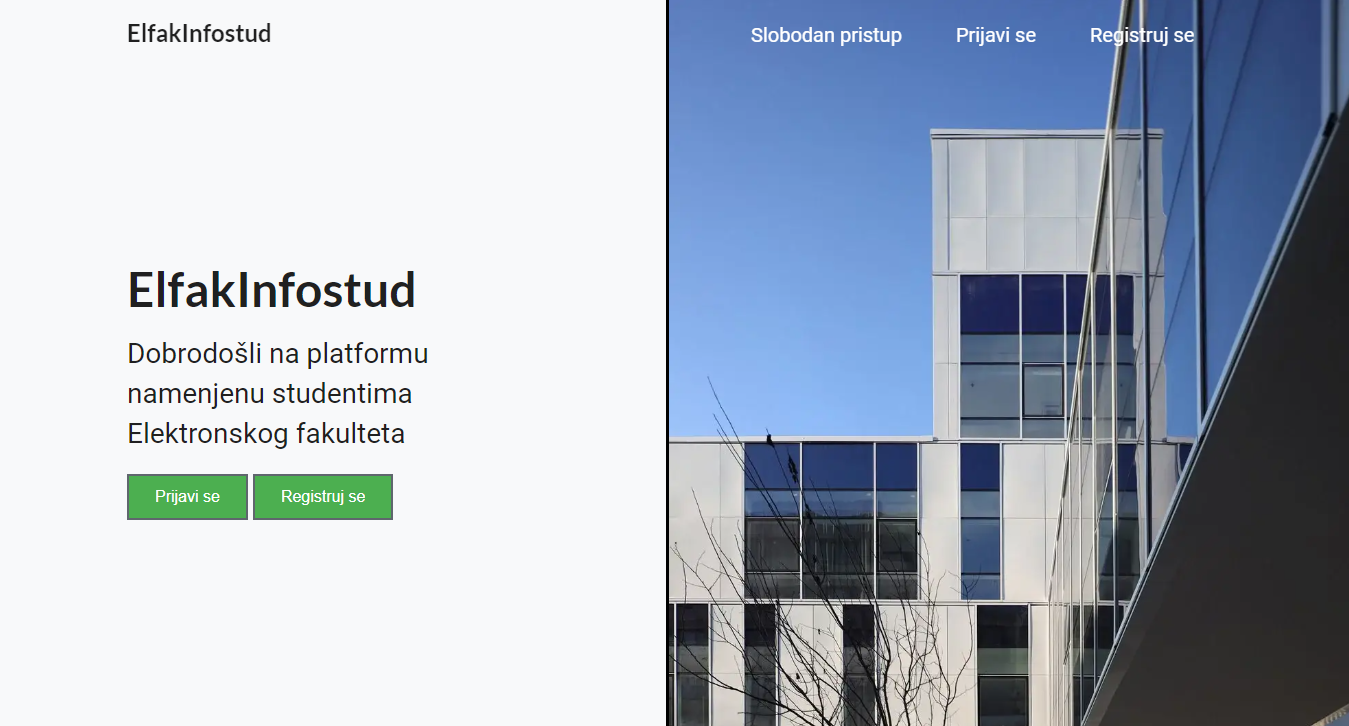 ElfakInfostud
Slobodan pristup
Prijavi se
Registruj se
ElfakInfostud
Dobrodošli na platformu
namenjenu studentima
Elektronskog fakulteta
Prijavi se
Registruj se